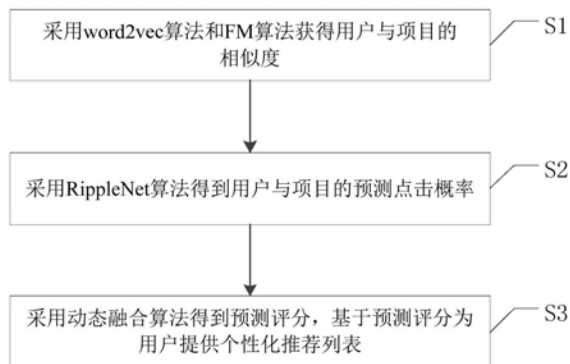 采用word2vec算法和FM算法获得用户与项目的
相似度
S1
采用RippleNet算法得到用户与项目的预测点击概率
S2
采用动态融合算法得到预测评分，基于预测评分为
用户提供个性化推荐列表
S3